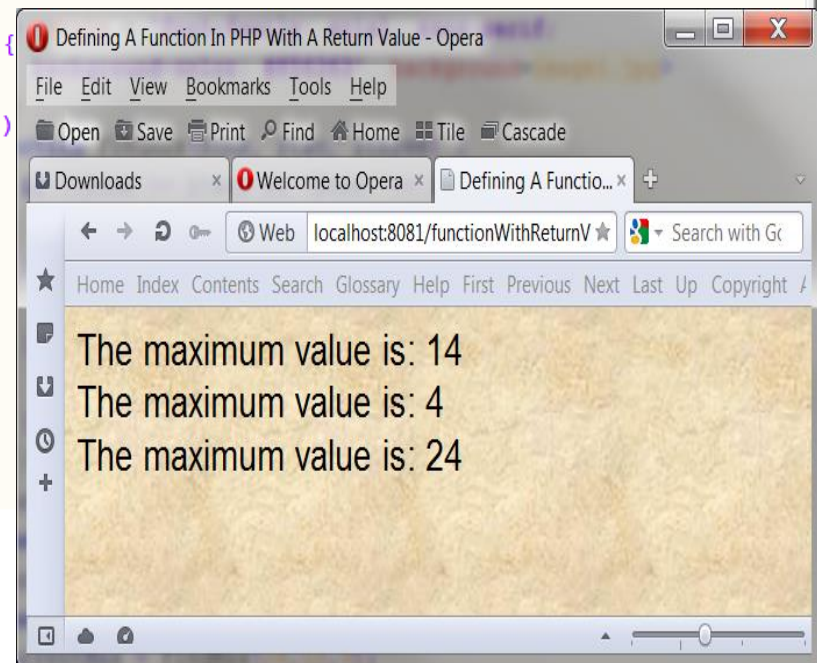 {
)
Defining A Function In PHP With A Return Value - Opera
File Edit View Bookmarks Tools Help
Open Save Print Find Home Tile Cascade
Downloads × Welcome to Opera × Defining A Functio... ×
Web localhost:8081/functionWithReturnV Search with Go
Home Index Contents Search Glossary Help First Previous Next Last Up Copyright
The maximum value is: 14
The maximum value is: 4
The maximum value is: 24